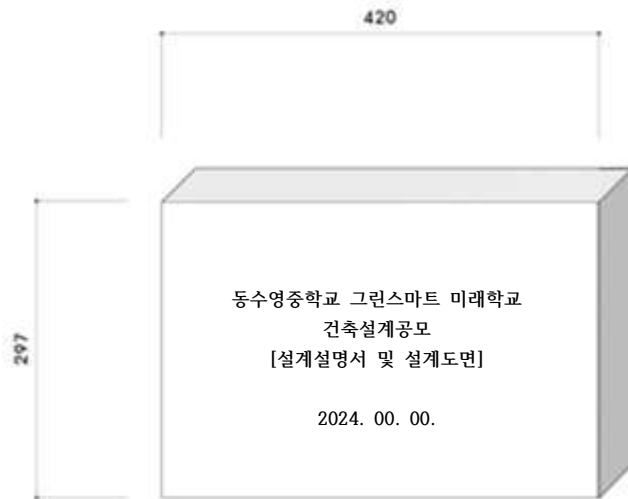 420
297
동수영중학교 그린스마트 미래학교
건축설계공모
[설계설명서 및 설계도면]
2024. 00. 00.